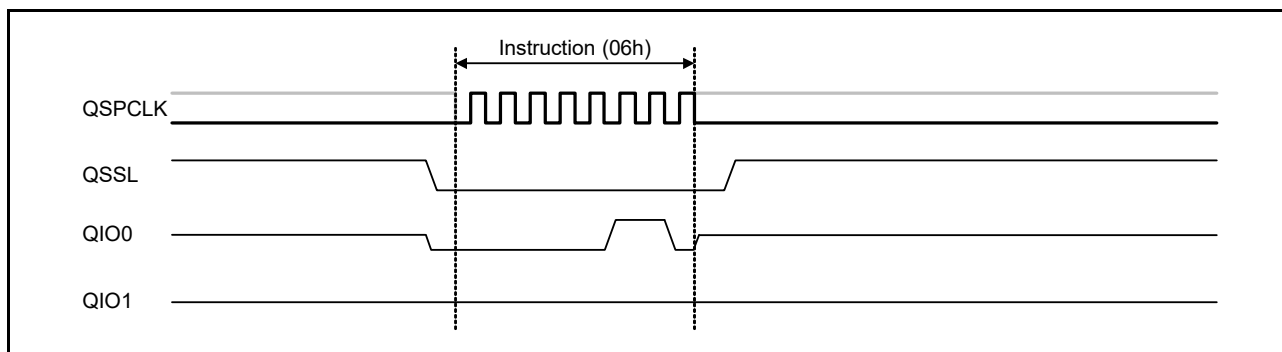 Instruction (06h)
QSPCLK
QSSL
QIO0
QIO1